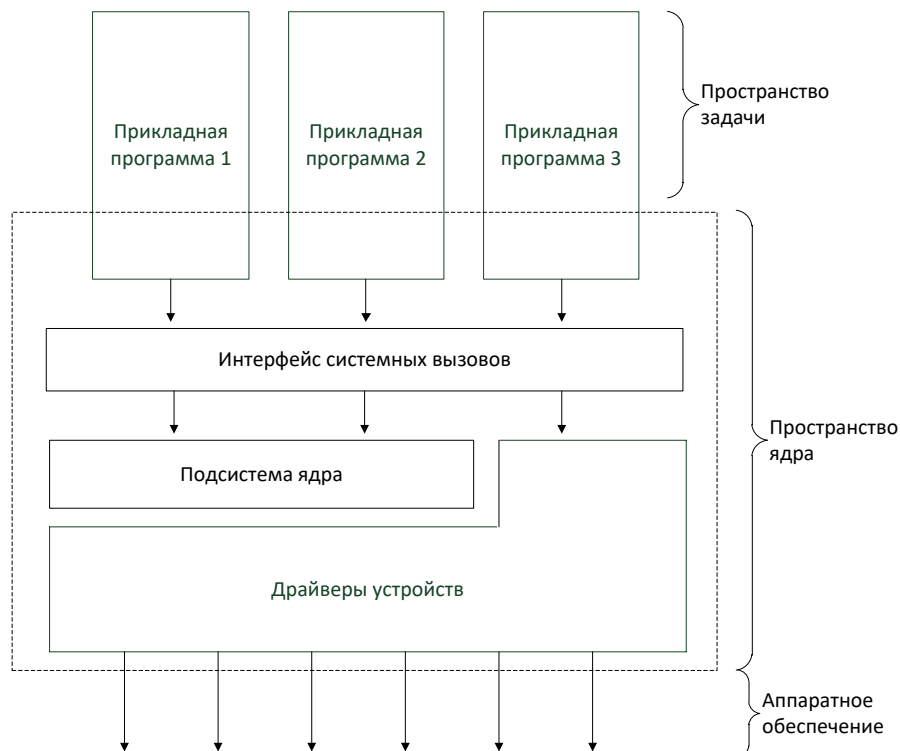 Прикладная
программа 1
Прикладная
программа 2
Прикладная
программа 3
Пространство
задачи
Интерфейс системных вызовов
Подсистема ядра
Пространство
ядра
Драйверы устройств
Аппаратное
обеспечение